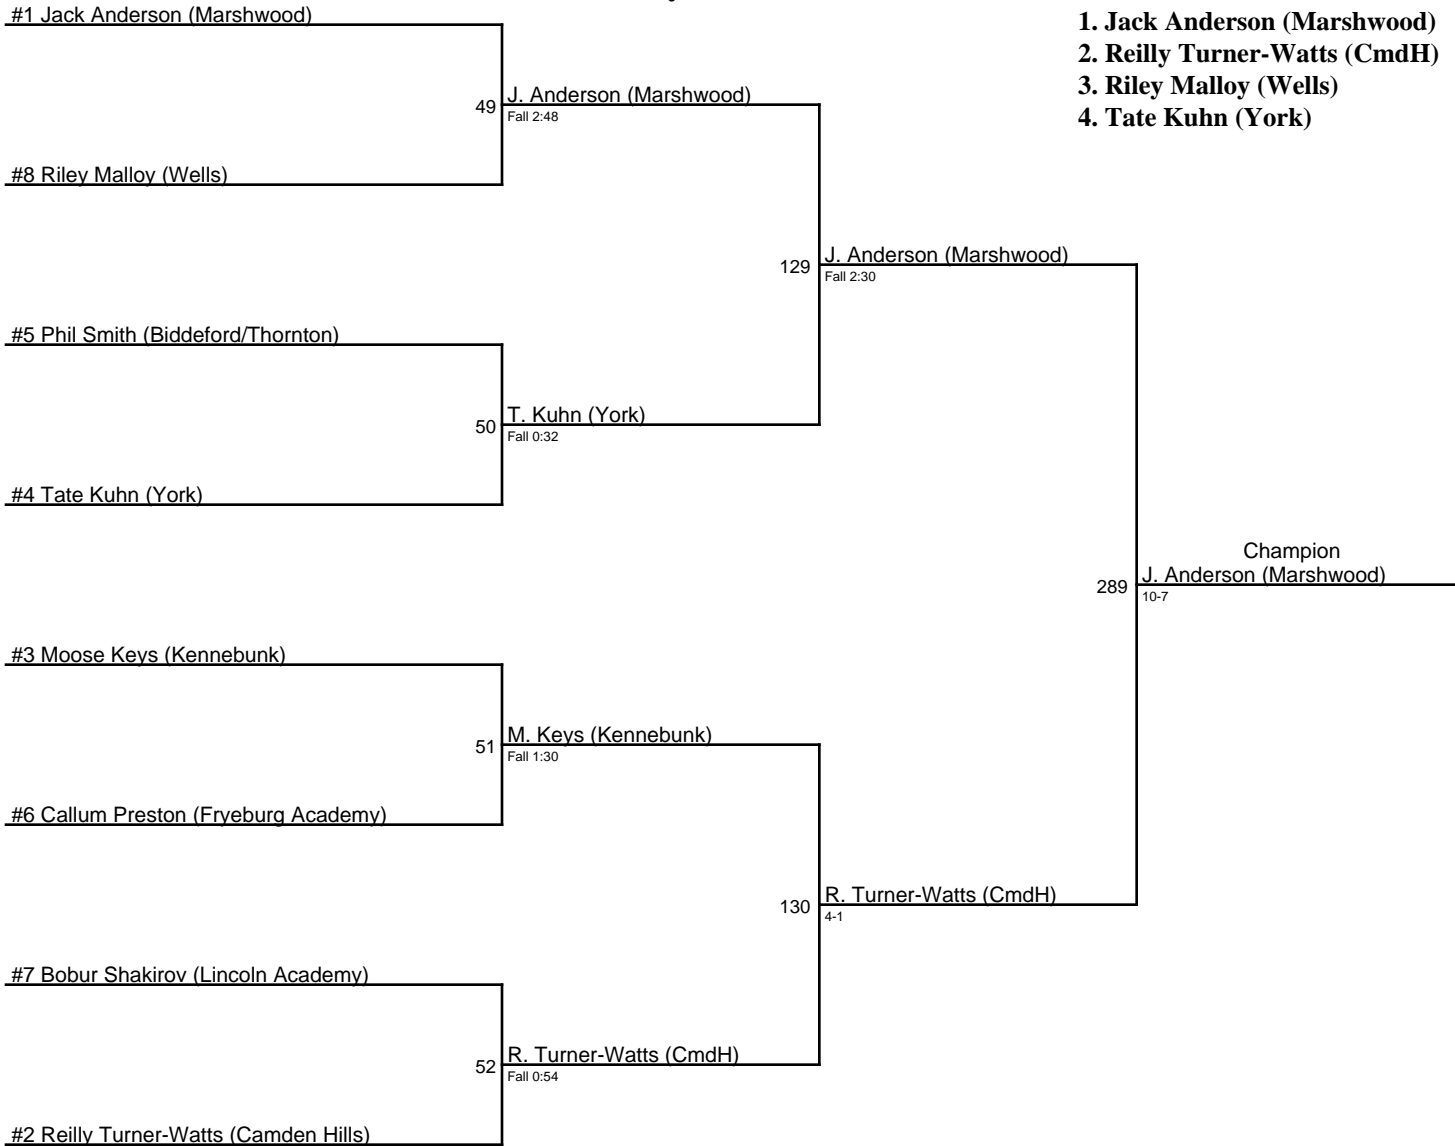 #1 Jack Anderson (Marshwood)
1. Jack Anderson (Marshwood)
2. Reilly Turner-Watts (CmdH)
3. Riley Malloy (Wells)
4. Tate Kuhn (York)
49
J. Anderson (Marshwood)
Fall 2:48
#8 Riley Malloy (Wells)
129
J. Anderson (Marshwood)
Fall 2:30
#5 Phil Smith (Biddeford/Thornton)
50
T. Kuhn (York)
Fall 0:32
#4 Tate Kuhn (York)
Champion
289
J. Anderson (Marshwood)
10-7
#3 Moose Keys (Kennebunk)
51
M. Keys (Kennebunk)
Fall 1:30
#6 Callum Preston (Fryeburg Academy)
130
R. Turner-Watts (CmdH)
4-1
#7 Bobur Shakirov (Lincoln Academy)
52
R. Turner-Watts (CmdH)
Fall 0:54
#2 Reilly Turner-Watts (Camden Hills)